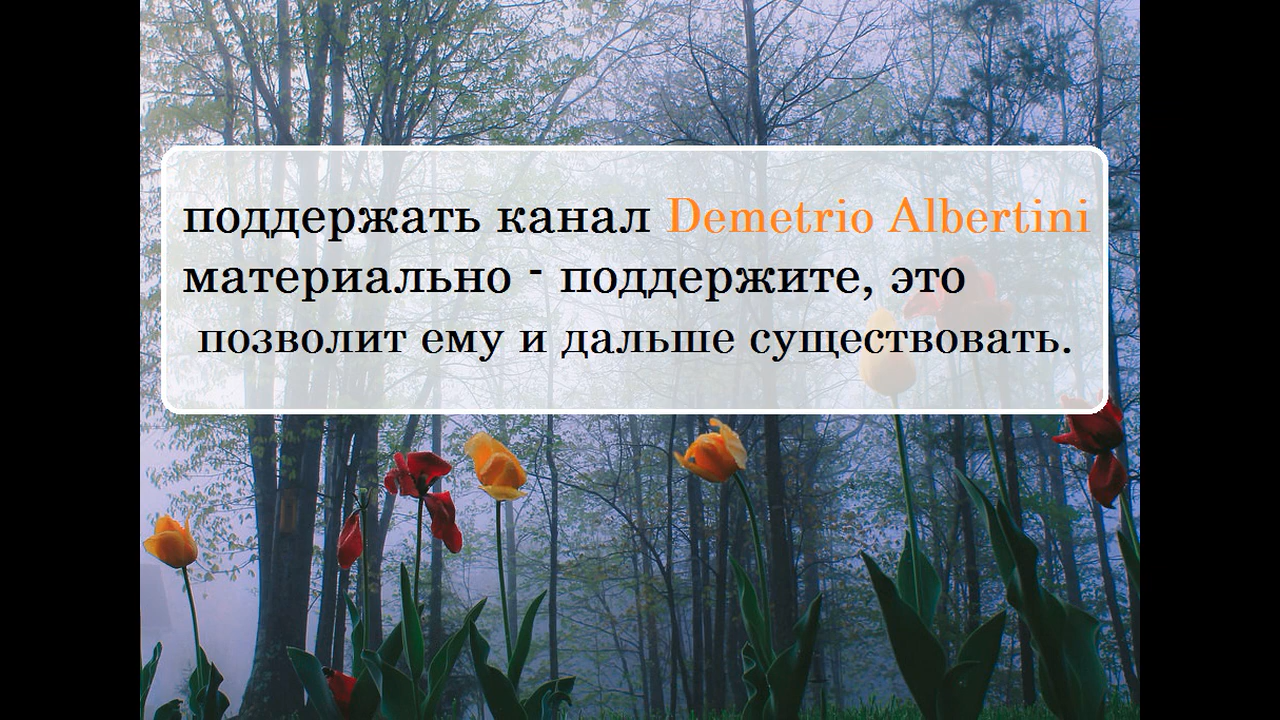 поддержать канал Demetrio Albertini
материально - поддержите, это
позволит ему и дальше существовать.